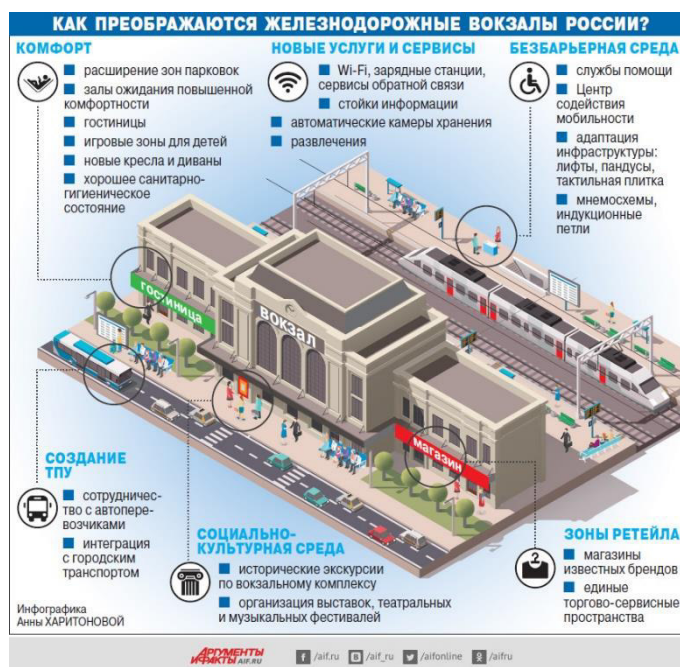 КАК ПРЕОБРАЖАЮТСЯ ЖЕЛЕЗНОДОРОЖНЫЕ ВОКЗАЛЫ РОССИИ?
КОМФОРТ
расширение зон парковок
залы ожидания повышенной
комфортности
гостиницы
игровые зоны для детей
новые кресла и диваны
хорошее санитарно-
гигиеническое
состояние
НОВЫЕ УСЛУГИ И СЕРВИСЫ
Wi-Fi, зарядные станции,
сервисы обратной связи
стойки информации
автоматические камеры хранения
развлечения
БЕЗБАРЬЕРНАЯ СРЕДА
службы помощи
Центр
содействия
мобильности
адаптация
инфраструктуры:
лифты, пандусы,
тактильная плитка
мнемосхемы,
индукционные
петли
гостиница
вокзал
магазин
СОЗДАНИЕ
ТПУ
сотрудничес-
тво с автопере-
возчиками
интеграция
с городским
транспортом
СОЦИАЛЬНО-
КУЛЬТУРНАЯ СРЕДА
исторические экскурсии
по вокзальному комплексу
организация выставок, театральных
и музыкальных фестивалей
ЗОНЫ РЕТЕЙЛА
магазины
известных брендов
единые
торгово-сервисные
пространства
Инфографика
Анны ХАРИТОНОВОЙ
АРГУМЕНТЫ
И ФАКТЫ AIF.RU
/aif.ru /aif_ru /aifonline /aifru